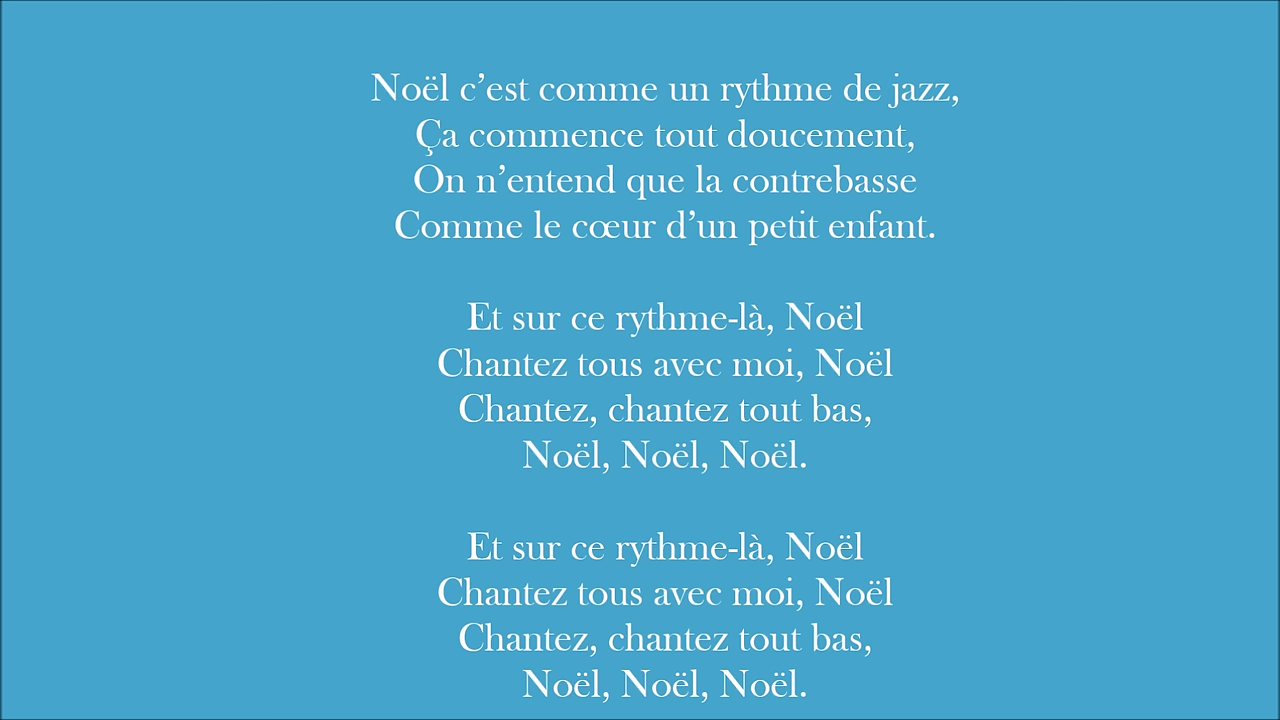 Noël c’est comme un rythme de jazz,
Ça commence tout doucement,
On n’entend que la contrebasse
Comme le cœur d’un petit enfant.
Et sur ce rythme-là, Noël
Chantez tous avec moi, Noël
Chantez, chantez tout bas,
Noël, Noël, Noël.
Et sur ce rythme-là, Noël
Chantez tous avec moi, Noël
Chantez, chantez tout bas,
Noël, Noël, Noël.